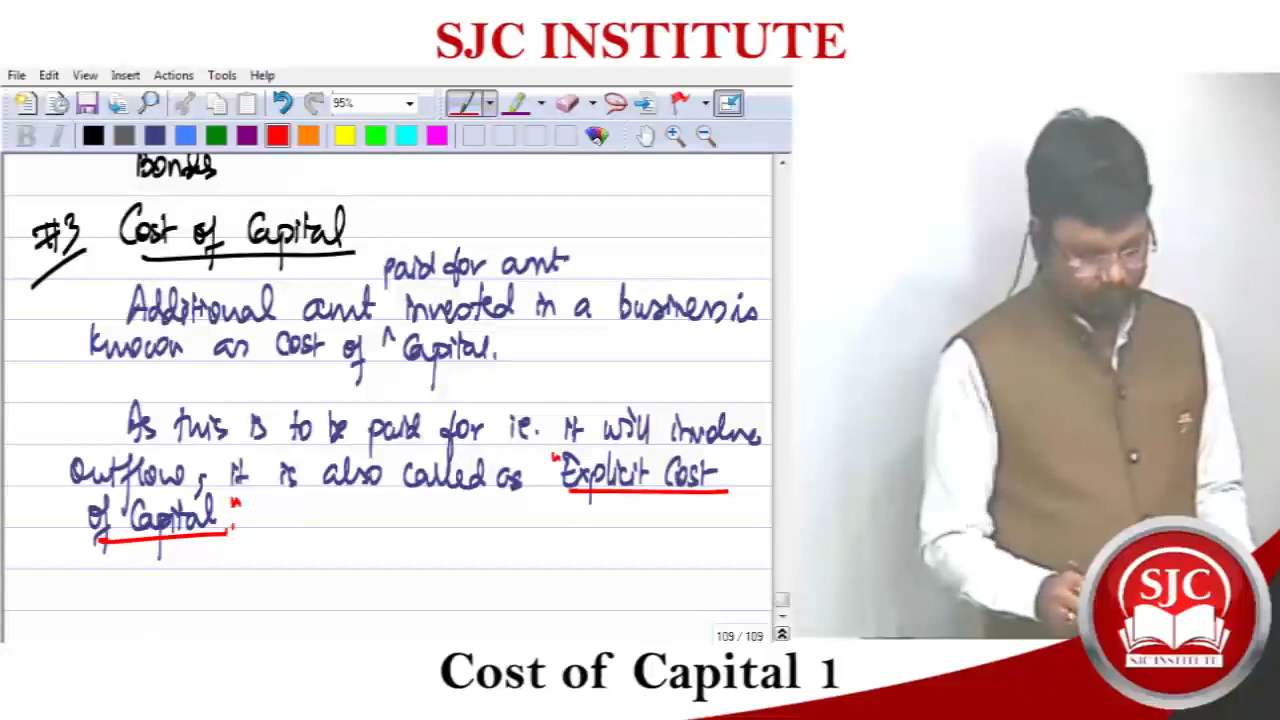 SJC INSTITUTE
File Edit View Insert Actions Tools Help
95%
B I
Bonds
#3 Cost of Capital
paid for amt
Additional amt invested in a business is
known as Cost of ^ Capital.
As this is to be paid for ie. it will involve
outflow, it is also called as "Explicit Cost
of Capital".
109 / 109
SJC
SJC INSTITUTE
Cost of Capital 1